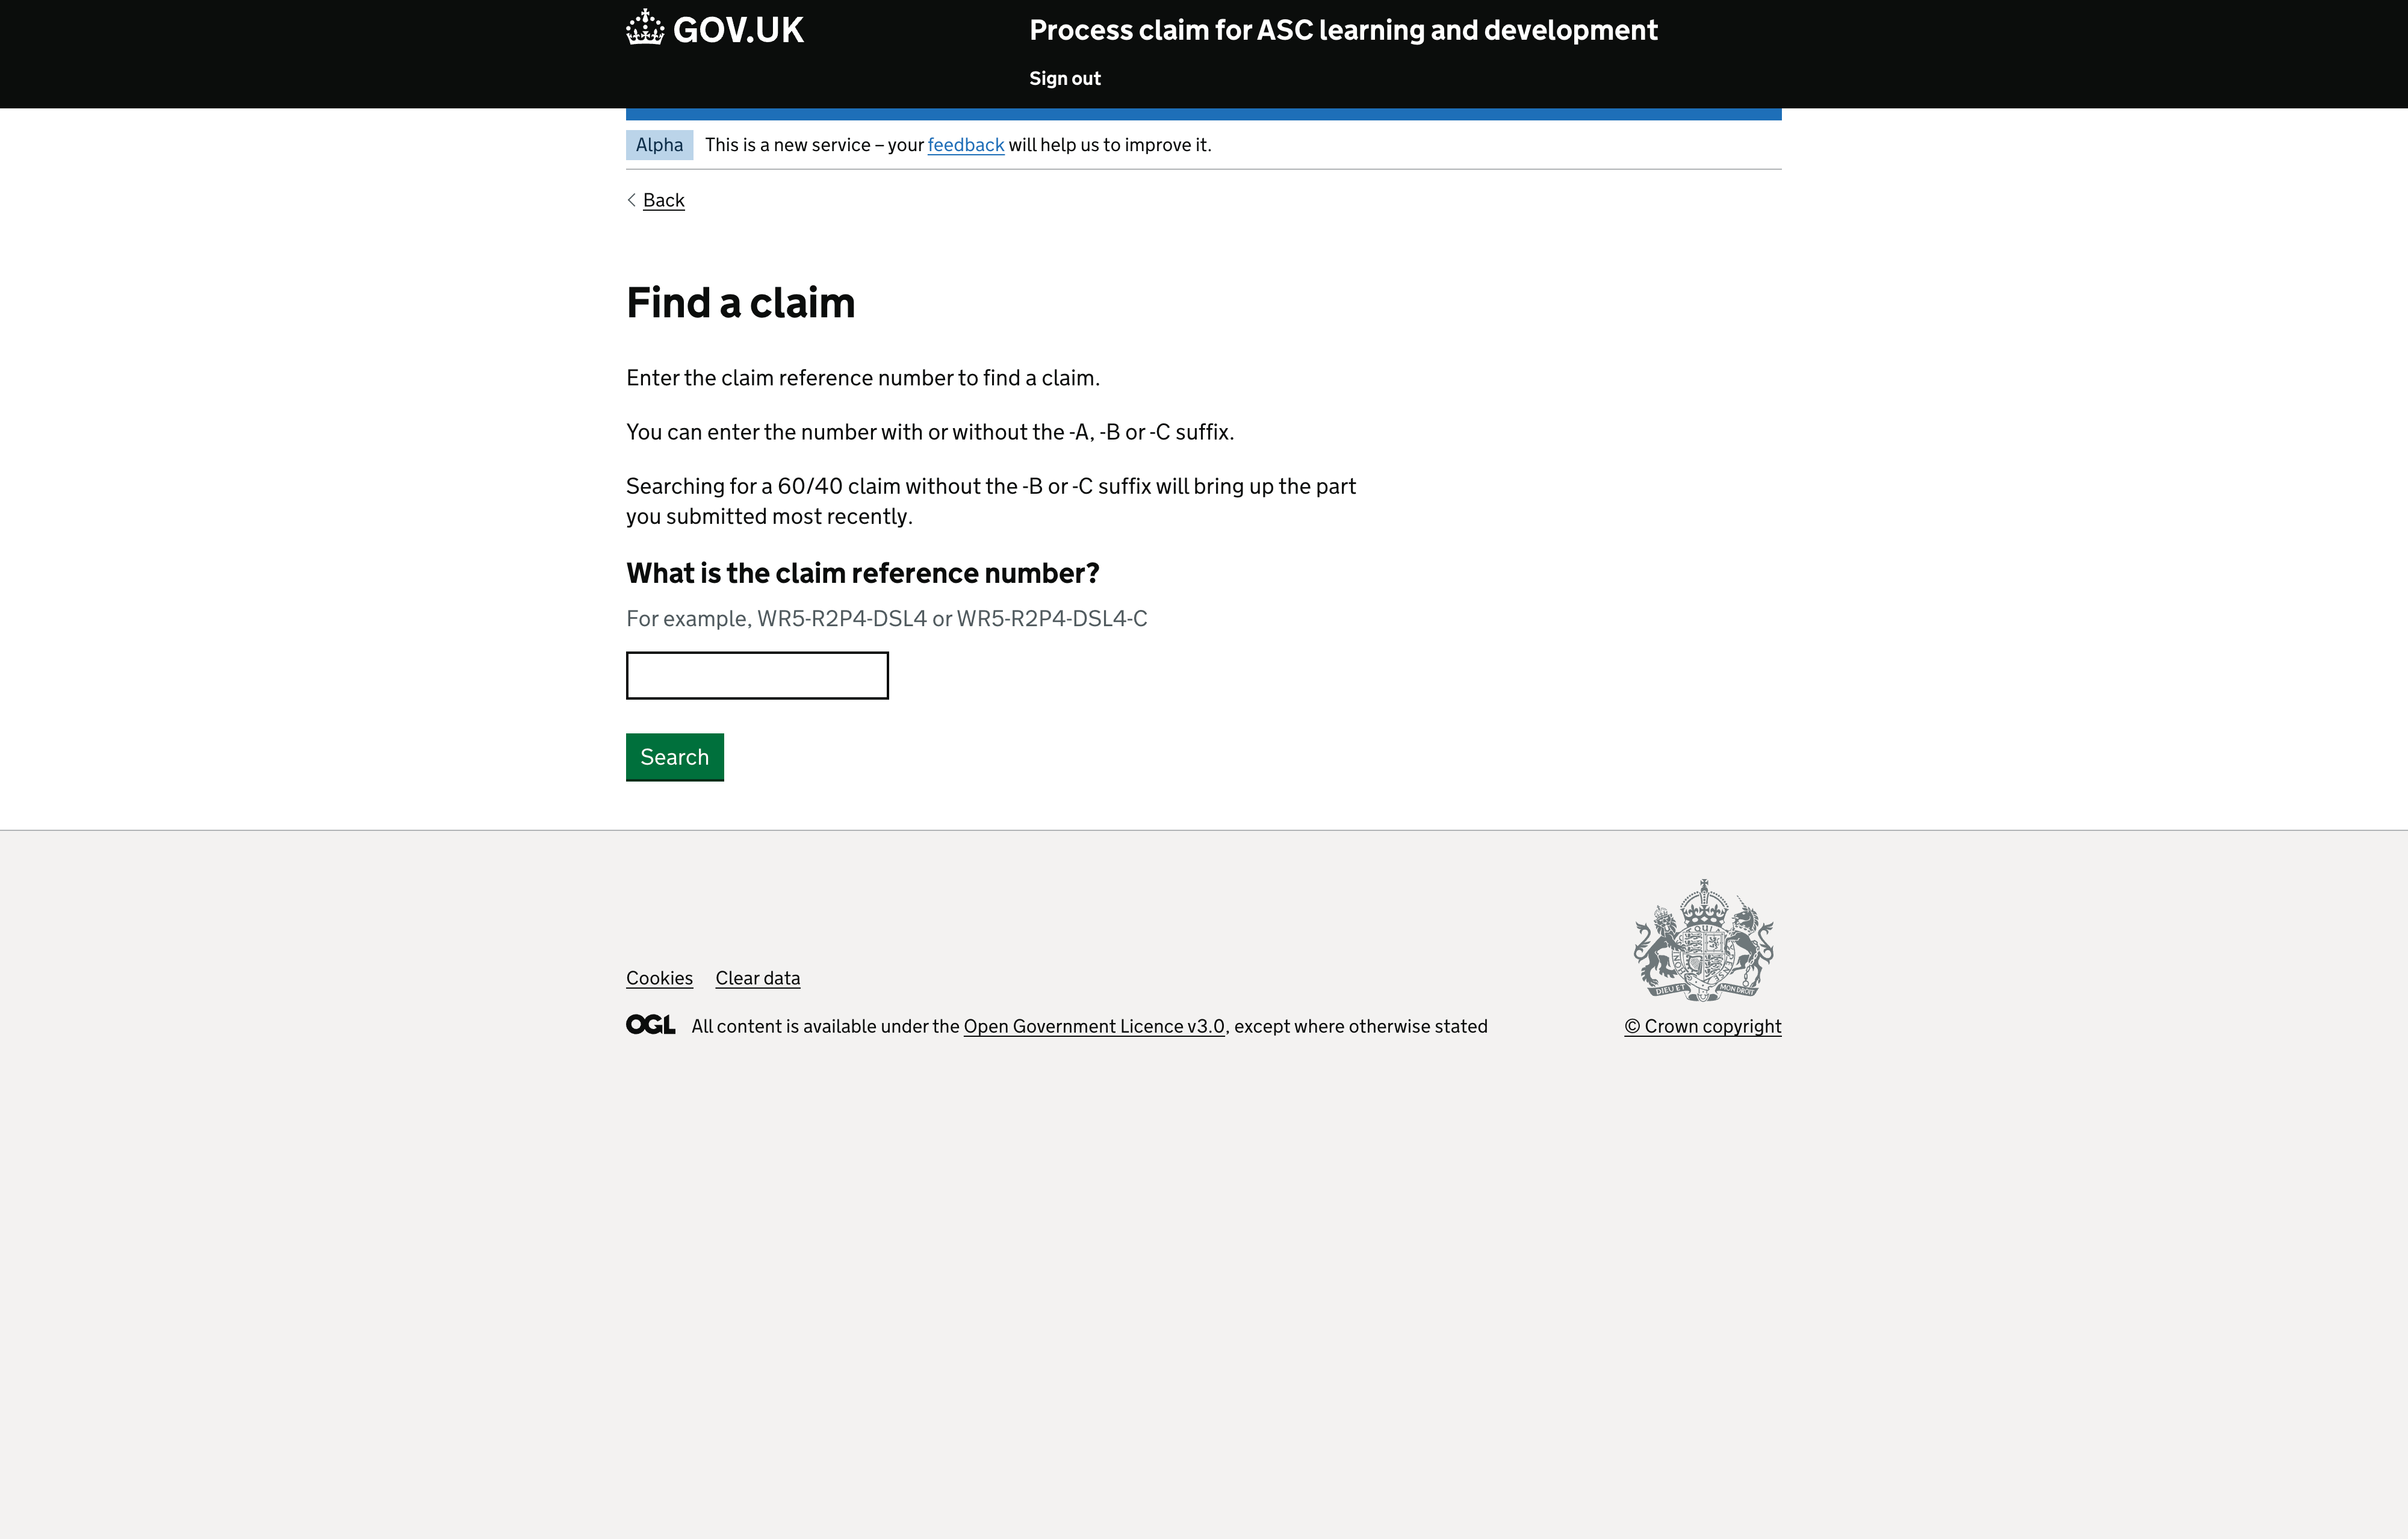 GOV.UK
Process claim for ASC learning and development
Sign out
Alpha
This is a new service – your feedback will help us to improve it.
Back
Find a claim
Enter the claim reference number to find a claim.
You can enter the number with or without the -A, -B or -C suffix.
Searching for a 60/40 claim without the -B or -C suffix will bring up the part
you submitted most recently.
What is the claim reference number?
For example, WR5-R2P4-DSL4 or WR5-R2P4-DSL4-C
Search
Cookies
Clear data
DIEU ET MON DROIT
OGL
All content is available under the Open Government Licence v3.0, except where otherwise stated
© Crown copyright